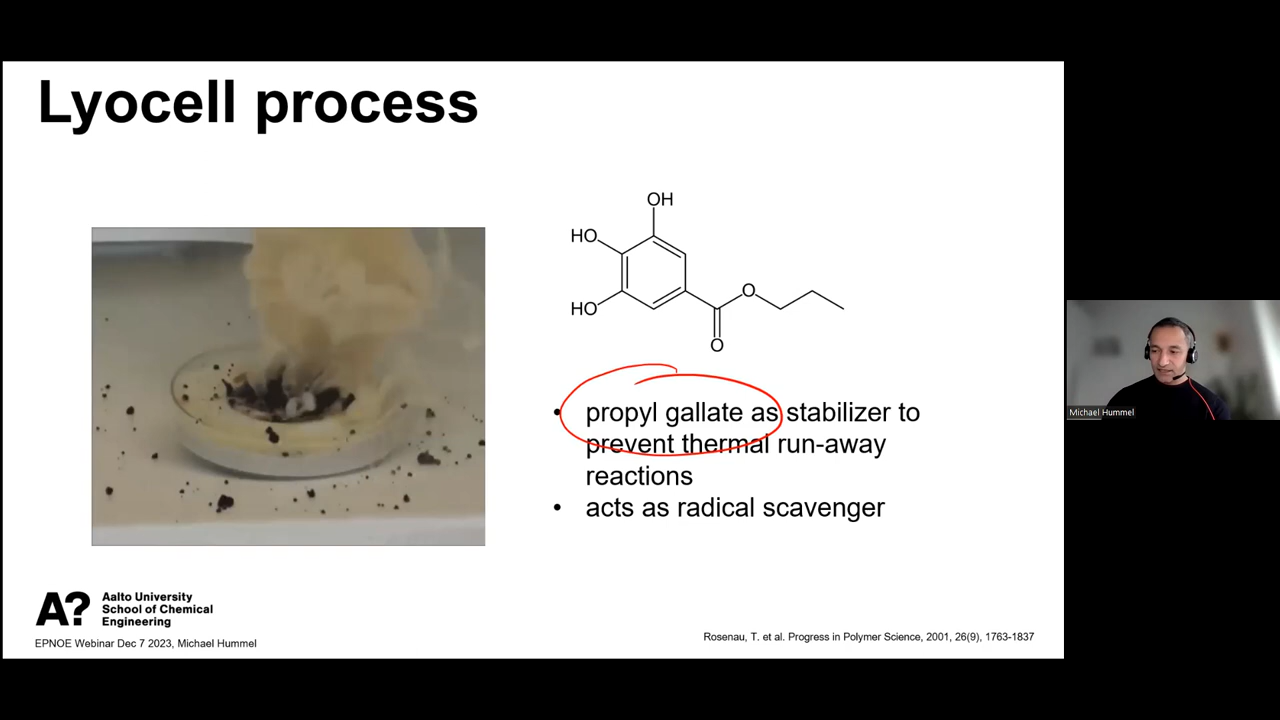 Lyocell process
OH
HO
HO
O
O
• propyl gallate as stabilizer to
prevent thermal run-away
reactions
• acts as radical scavenger
A?
Aalto University
School of Chemical
Engineering
EPNOE Webinar Dec 7 2023, Michael Hummel
Rosenau, T. et al. Progress in Polymer Science, 2001, 26(9), 1763-1837
Michael Hummel